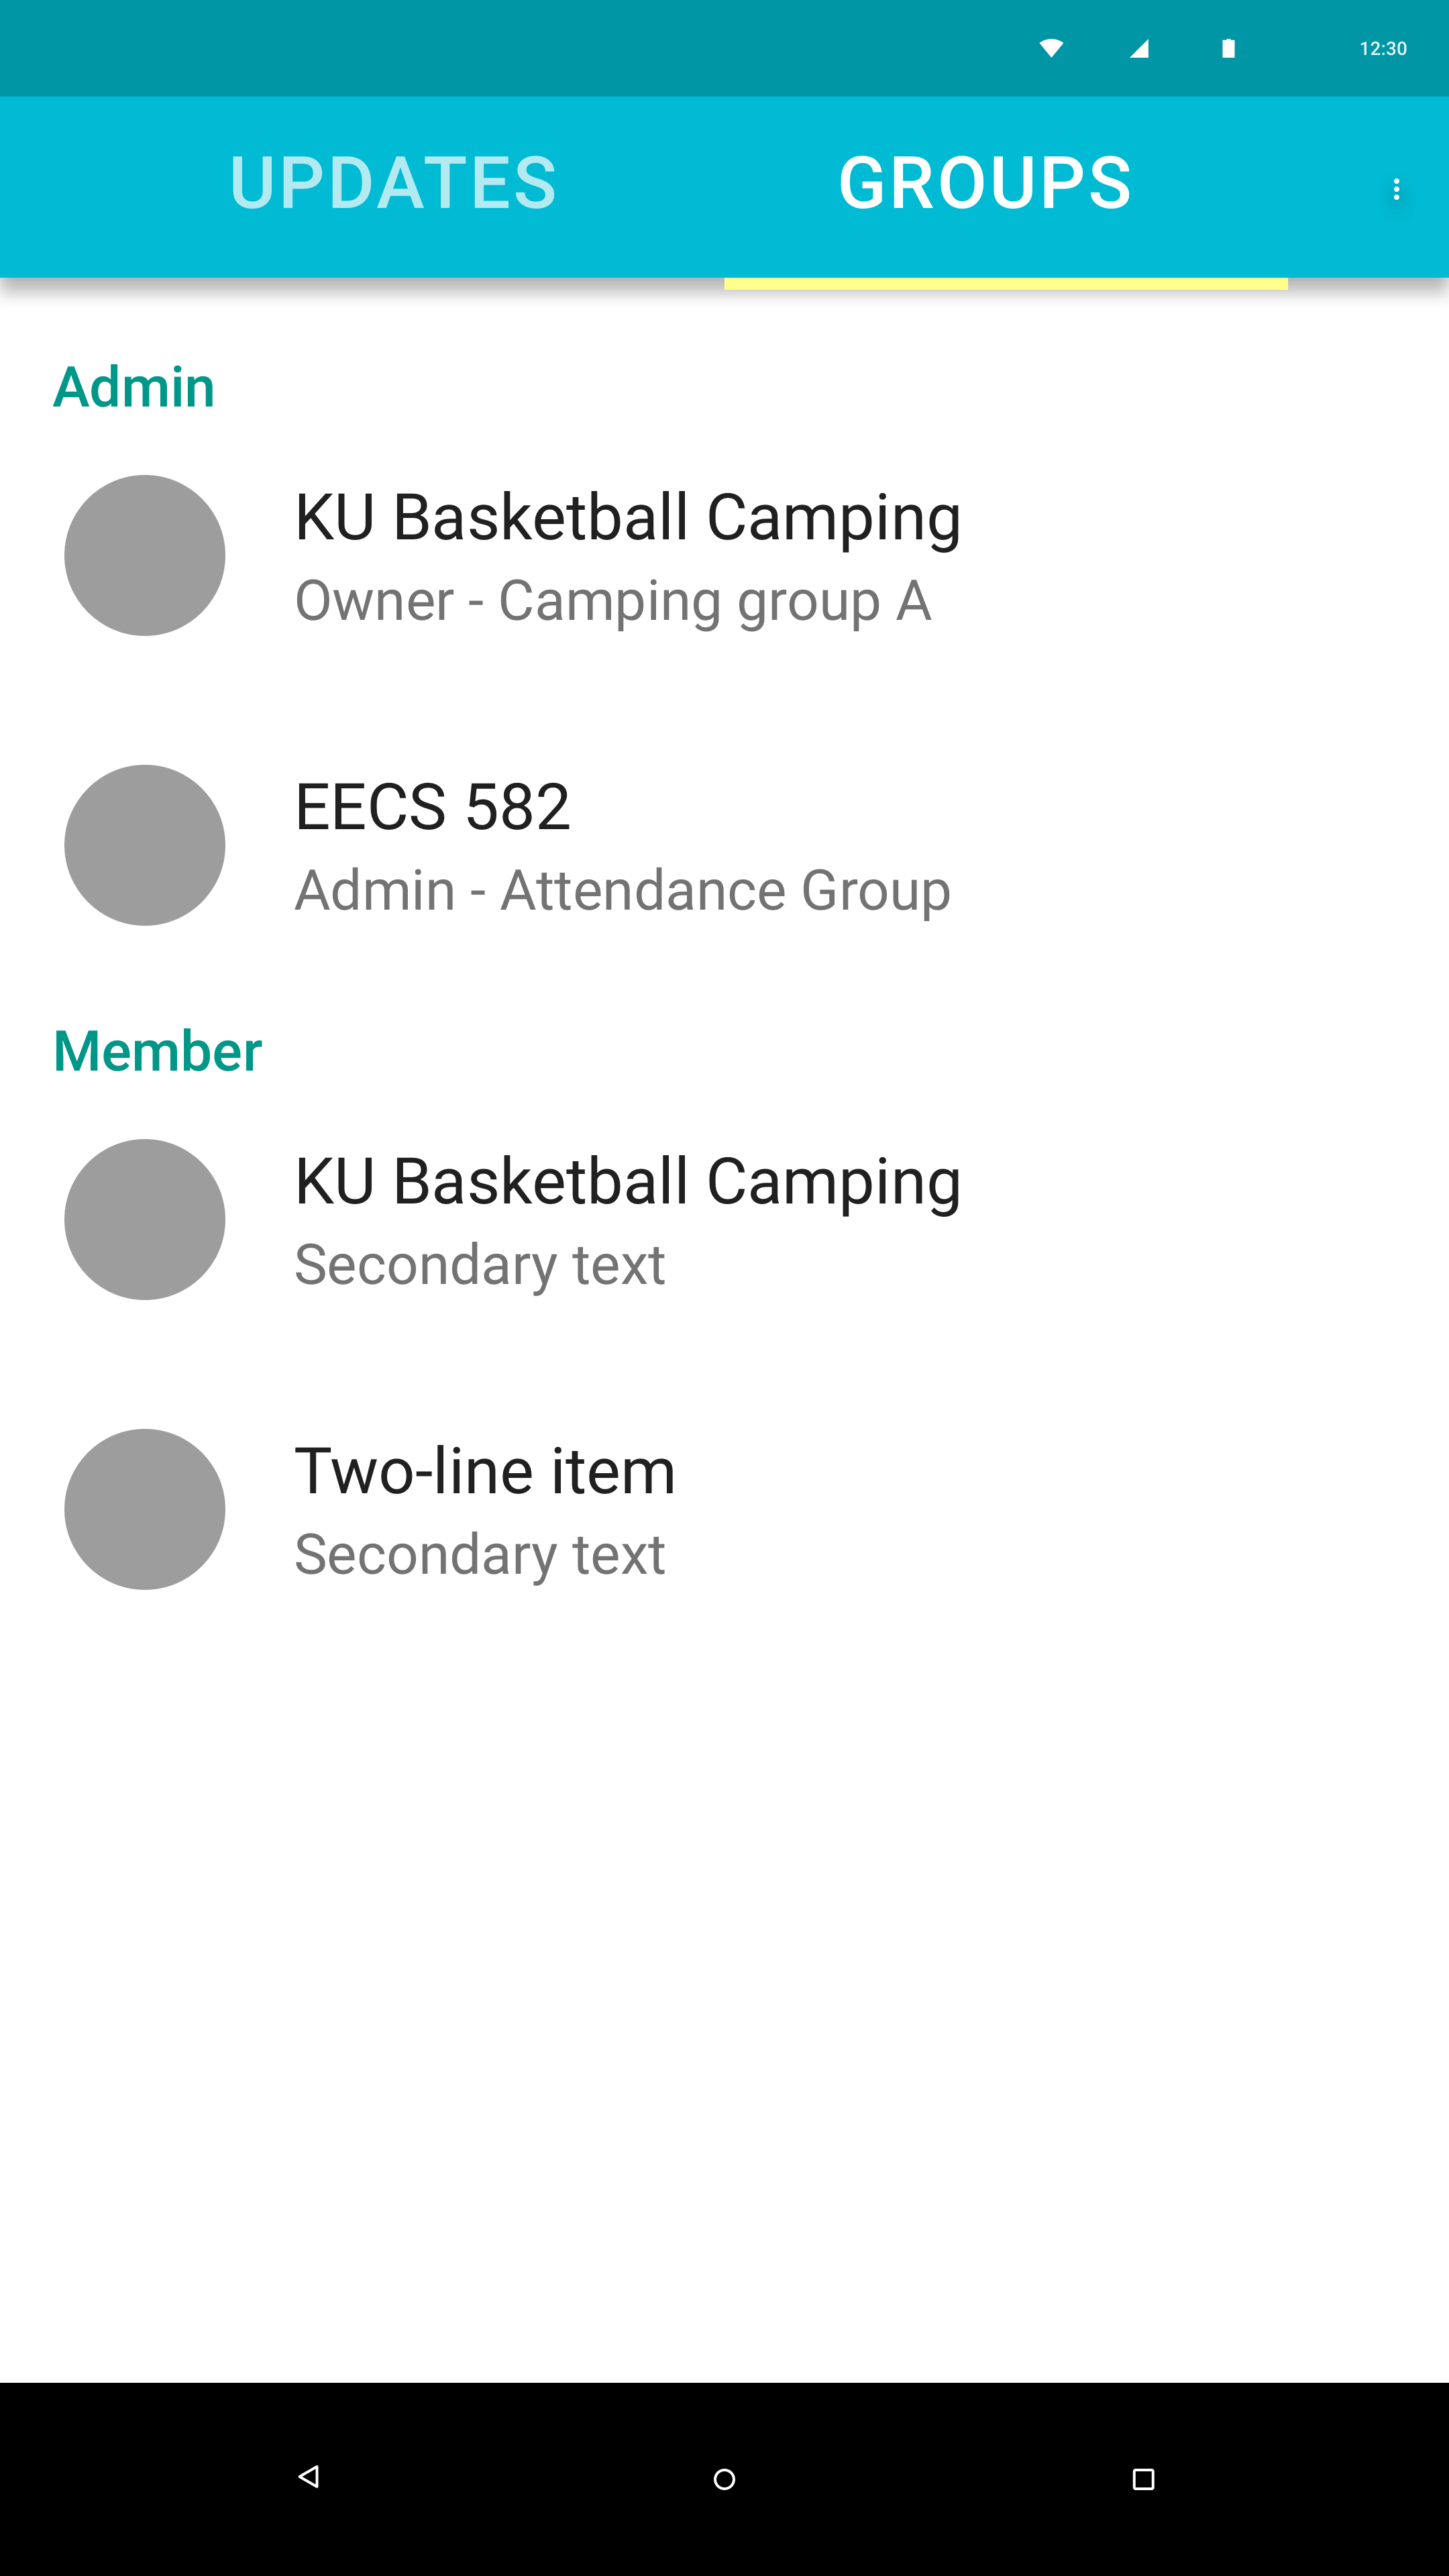 12:30
UPDATES GROUPS
Admin
KU Basketball Camping
Owner - Camping group A
EECS 582
Admin - Attendance Group
Member
KU Basketball Camping
Secondary text
Two-line item
Secondary text